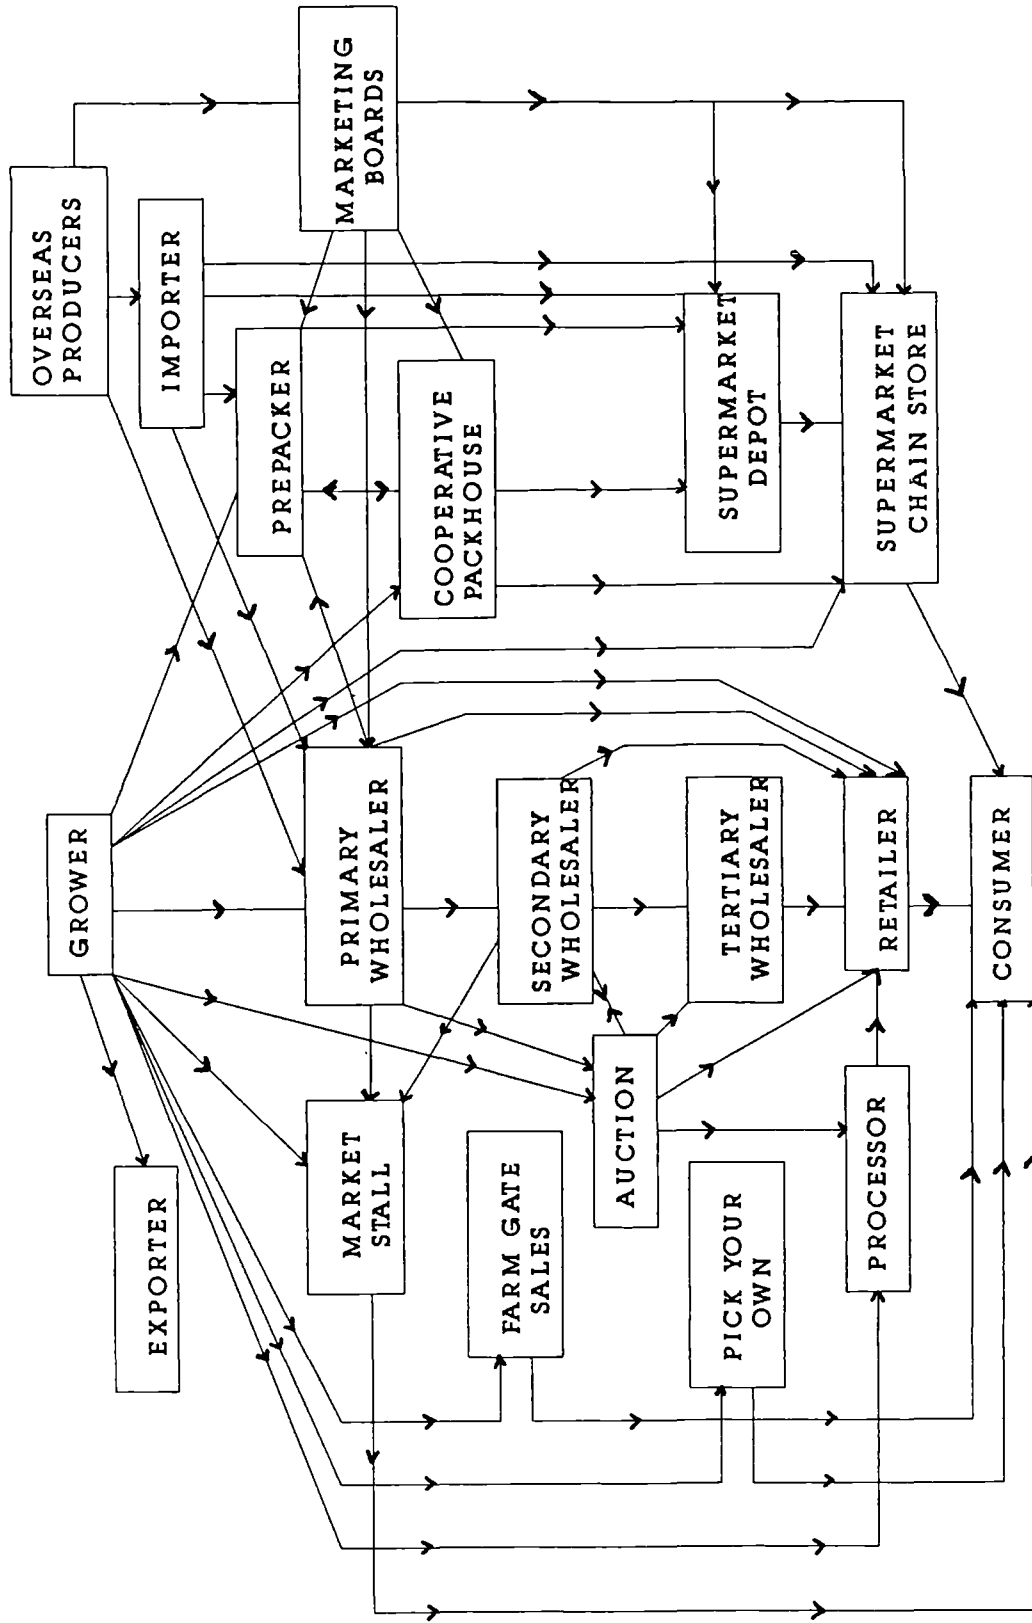 OVERSEAS
PRODUCERS
GROWER
EXPORTER
IMPORTER
PREPACKER
MARKET
STALL
PRIMARY
WHOLESALER
MARKETING
BOARDS
COOPERATIVE
PACKHOUSE
FARM GATE
SALES
SECONDARY
WHOLESALER
AUCTION
PICK YOUR
OWN
TERTIARY
WHOLESALER
SUPERMARKET
DEPOT
PROCESSOR
RETAILER
SUPERMARKET
CHAIN STORE
CONSUMER